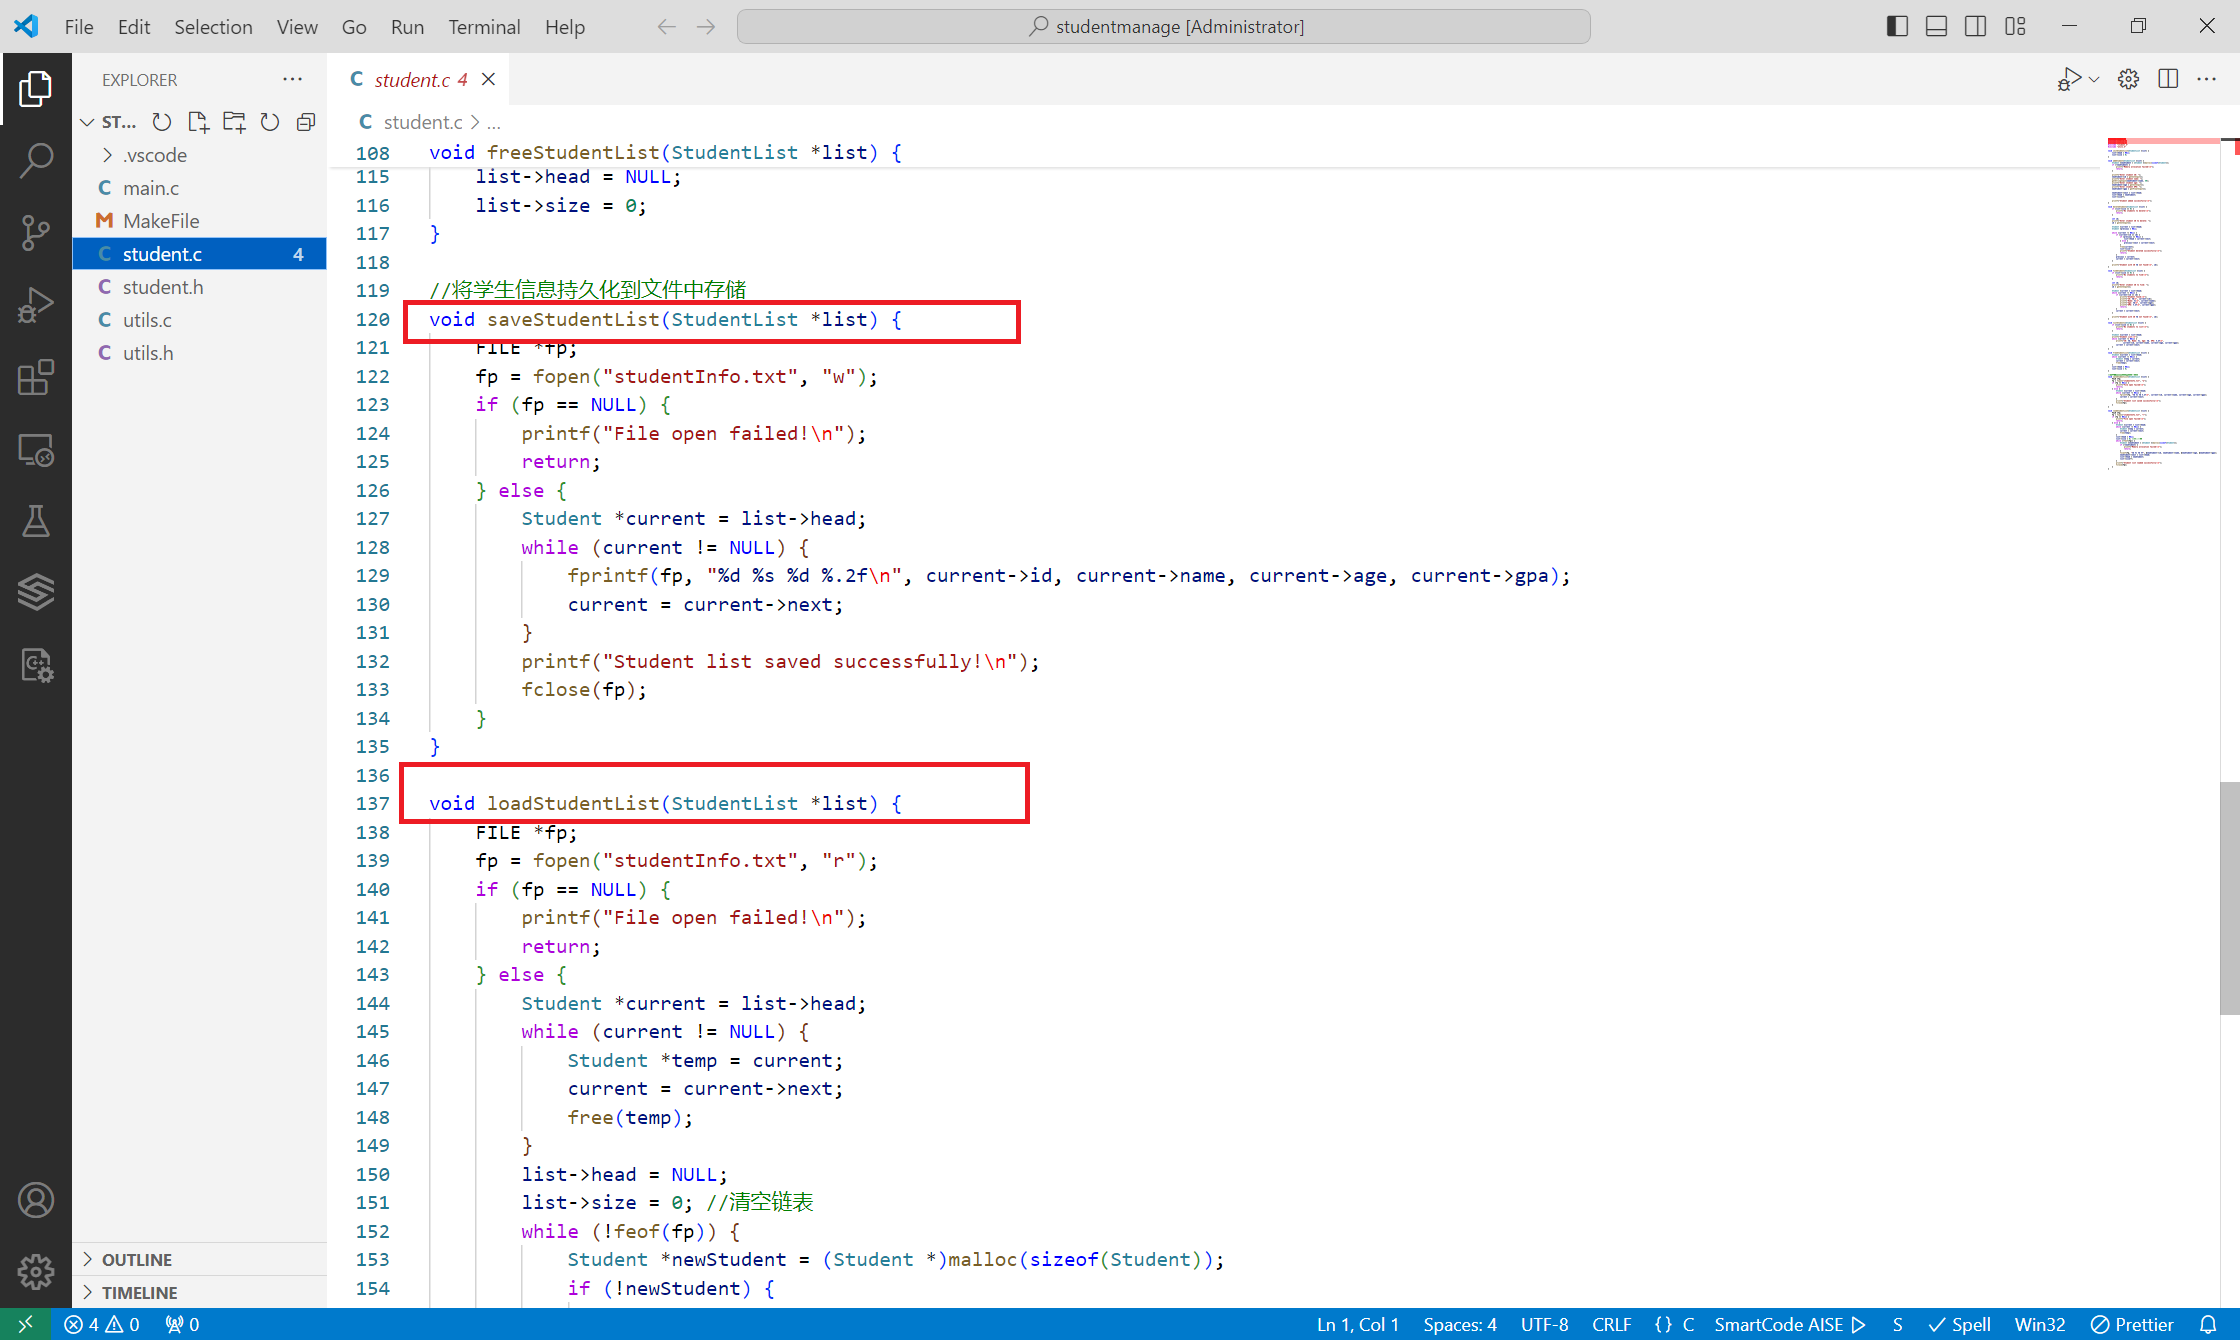 File Edit Selection View Go Run Terminal Help
studentmanage [Administrator]
EXPLORER
ST...
.vscode
C main.c
M MakeFile
C student.c 4
C student.h
C utils.c
C utils.h
OUTLINE
TIMELINE
C student.c 4
C student.c > ...
108 void freeStudentList(StudentList *list) {
115 list->head = NULL;
116 list->size = 0;
117 }
118
119 //将学生信息持久化到文件中存储
120 void saveStudentList(StudentList *list) {
121 FILE *fp;
122 fp = fopen("studentInfo.txt", "w");
123 if (fp == NULL) {
124 printf("File open failed!\n");
125 return;
126 } else {
127 Student *current = list->head;
128 while (current != NULL) {
129 fprintf(fp, "%d %s %d %.2f\n", current->id, current->name, current->age, current->gpa);
130 current = current->next;
131 }
132 printf("Student list saved successfully!\n");
133 fclose(fp);
134 }
135 }
136
137 void loadStudentList(StudentList *list) {
138 FILE *fp;
139 fp = fopen("studentInfo.txt", "r");
140 if (fp == NULL) {
141 printf("File open failed!\n");
142 return;
143 } else {
144 Student *current = list->head;
145 while (current != NULL) {
146 Student *temp = current;
147 current = current->next;
148 free(temp);
149 }
150 list->head = NULL;
151 list->size = 0; //清空链表
152 while (!feof(fp)) {
153 Student *newStudent = (Student *)malloc(sizeof(Student));
154 if (!newStudent) {
4 0 0
Ln 1, Col 1 Spaces: 4 UTF-8 CRLF {} C SmartCode AISE S Spell Win32 Prettier